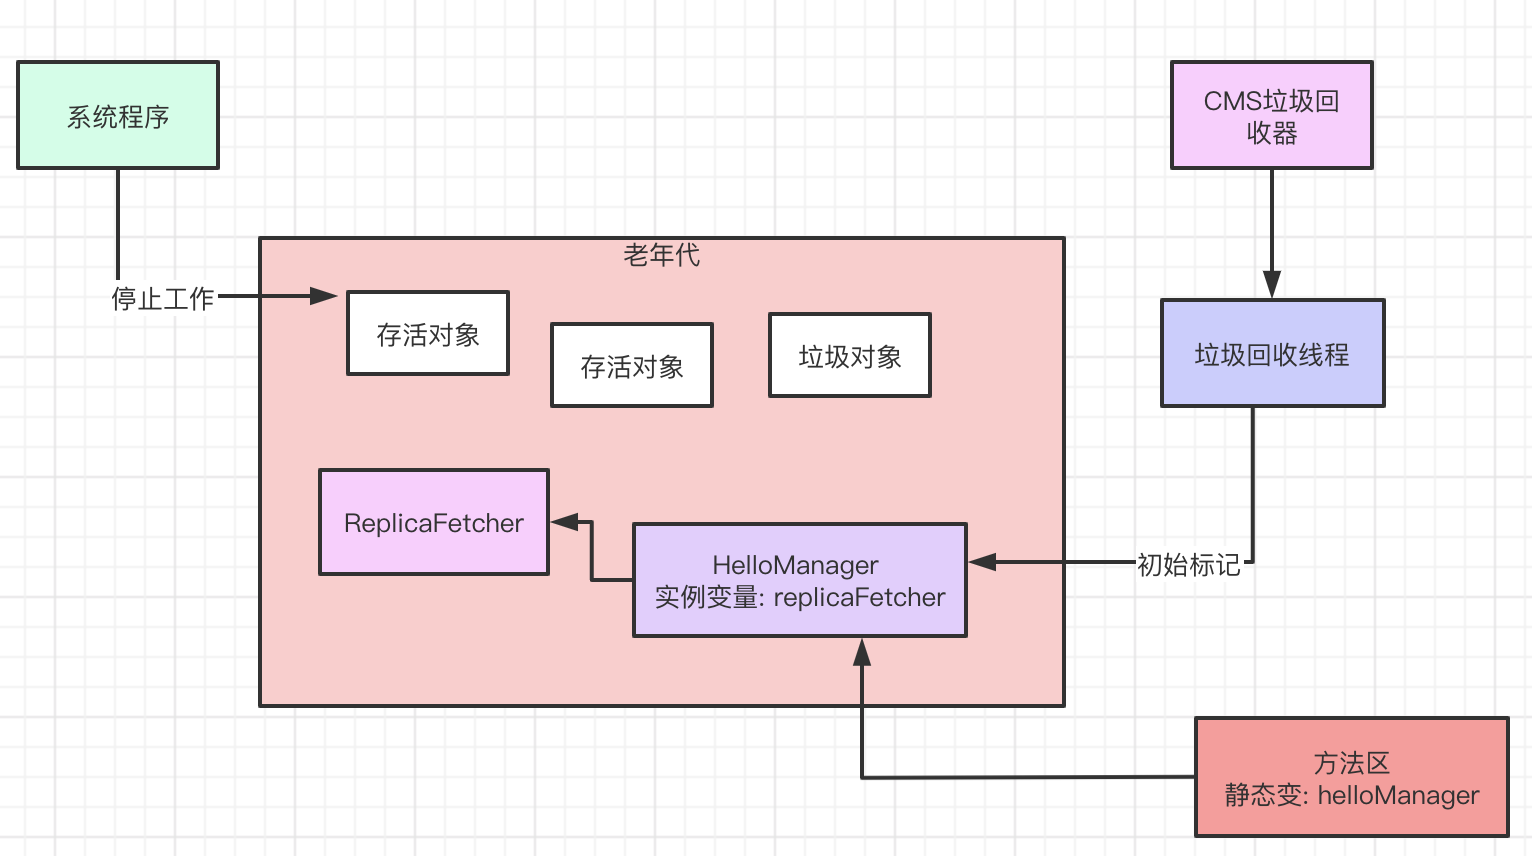 系统程序
CMS垃圾回
收器
老年代
停止工作
存活对象
存活对象
垃圾对象
垃圾回收线程
ReplicaFetcher
HelloManager
实例变量: replicaFetcher
初始标记
方法区
静态变: helloManager